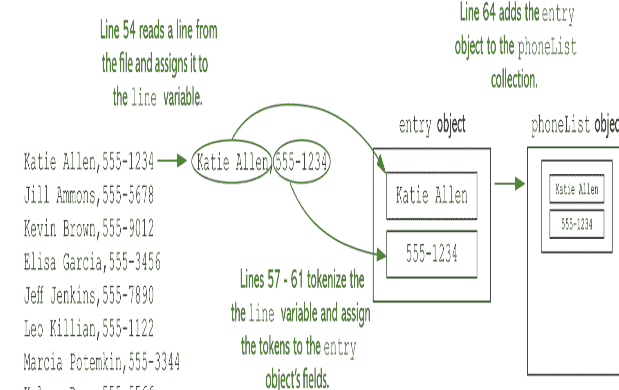 Line 54 reads a line from
the file and assigns it to
the line variable.
Line 64 adds the entry
object to the phoneList
collection.
entry object
phoneList objec
Katie Allen,555-1234
Katie Allen,555-1234
Jill Ammons,555-5678
Kevin Brown,555-9012
Elisa Garcia,555-3456
Jeff Jenkins,555-7890
Leo Killian,555-1122
Marcia Potemkin,555-3344
Katie Allen
555-1234
Katie Allen
555-1234
Lines 57 - 61 tokenize the
the line variable and assign
the tokens to the entry
object's fields.